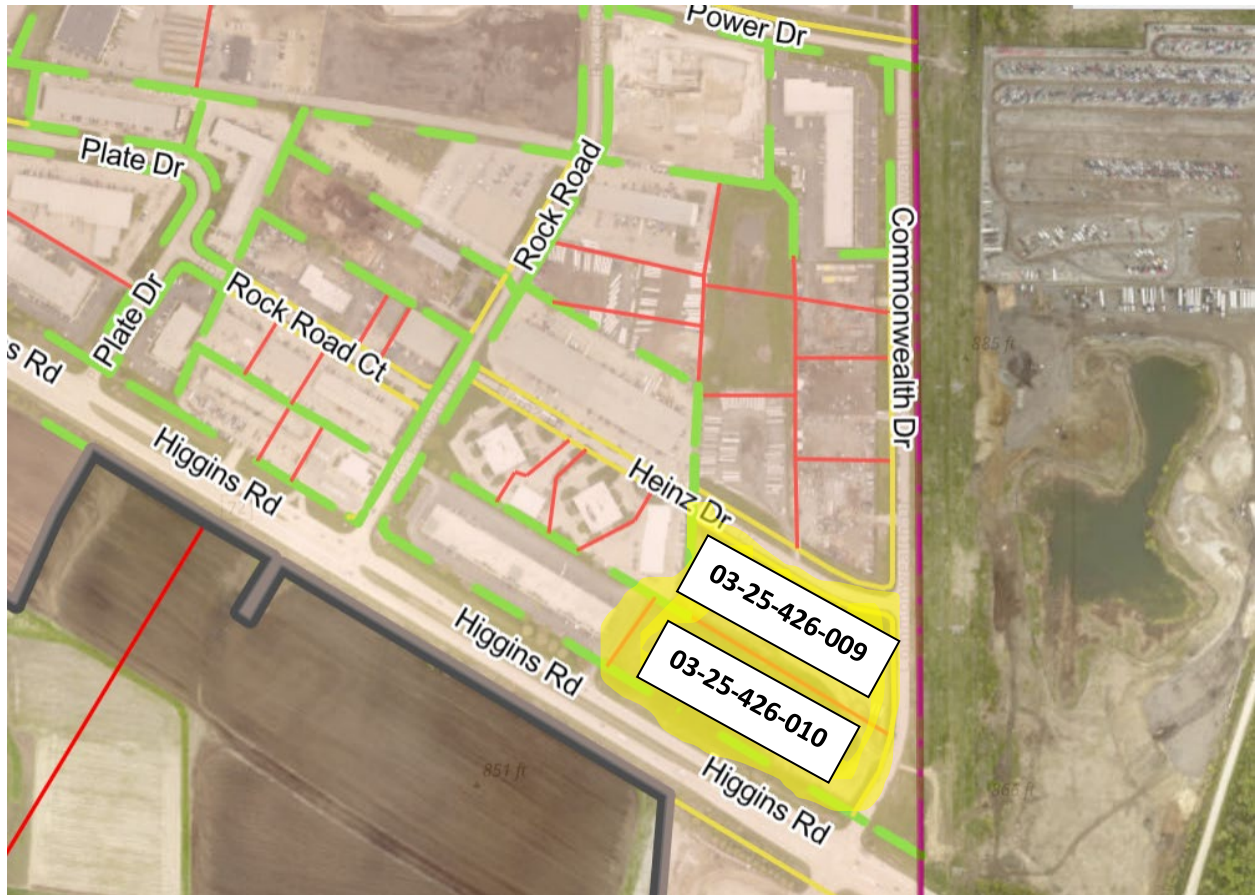 Power Dr
Plate Dr
Rock Road
Commonwealth Dr
Rock Road Ct
Plate Dr
s Rd
885 ft
Higgins Rd
Heinz Dr
03-25-426-009
Higgins Rd
03-25-426-010
851 ft
Higgins Rd